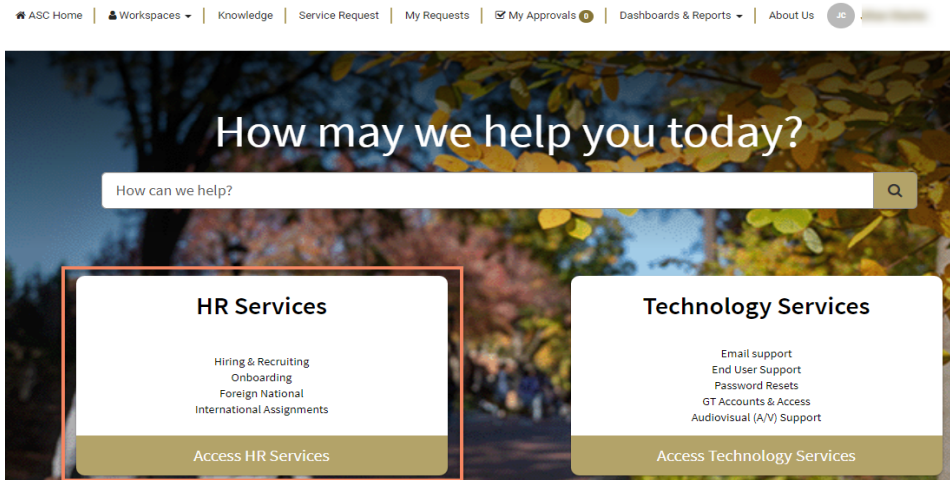 ASC Home Workspaces Knowledge Service Request My Requests My Approvals 0 Dashboards & Reports About Us JC
How may we help you today?
How can we help?
HR Services
Hiring & Recruiting
Onboarding
Foreign National
International Assignments
Access HR Services
Technology Services
Email support
End User Support
Password Resets
GT Accounts & Access
Audiovisual (A/V) Support
Access Technology Services